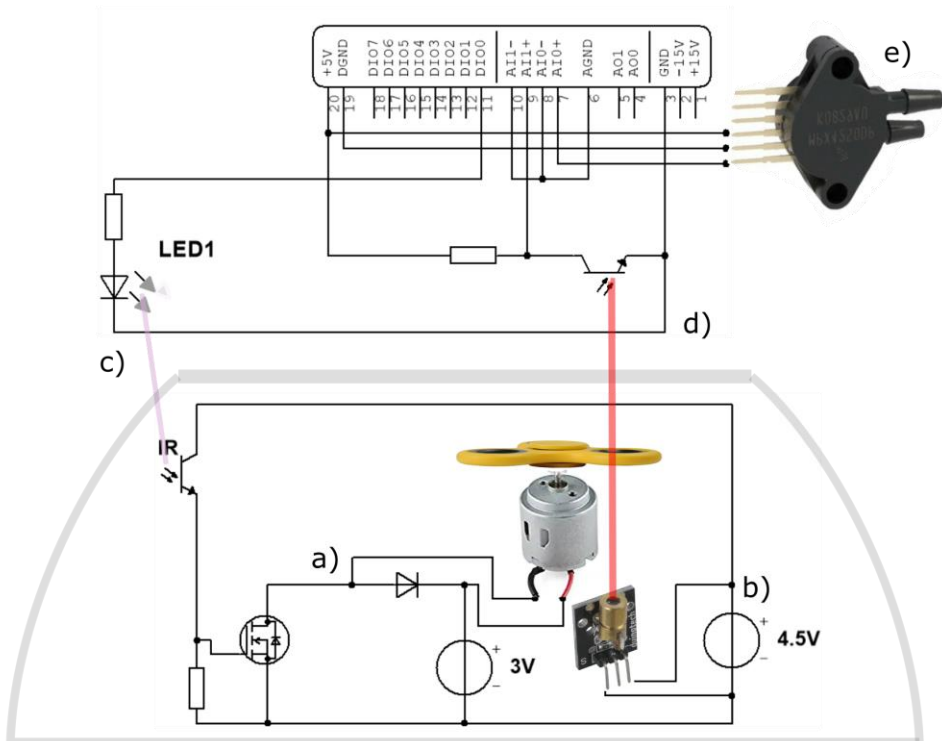 +5V
DGND
DIO7
DIO6
DIO5
DIO4
DIO3
DIO2
DIO1
DIO0
AI1-
AI1+
AI0-
AI0+
AGND
AO1
AO0
GND
-15V
+15V
20
19
18
17
16
15
14
13
12
11
10
9
8
7
6
5
4
3
2
1
e)
LED1
d)
c)
IR
a)
b)
+
-
3V
+
-
4.5V
S